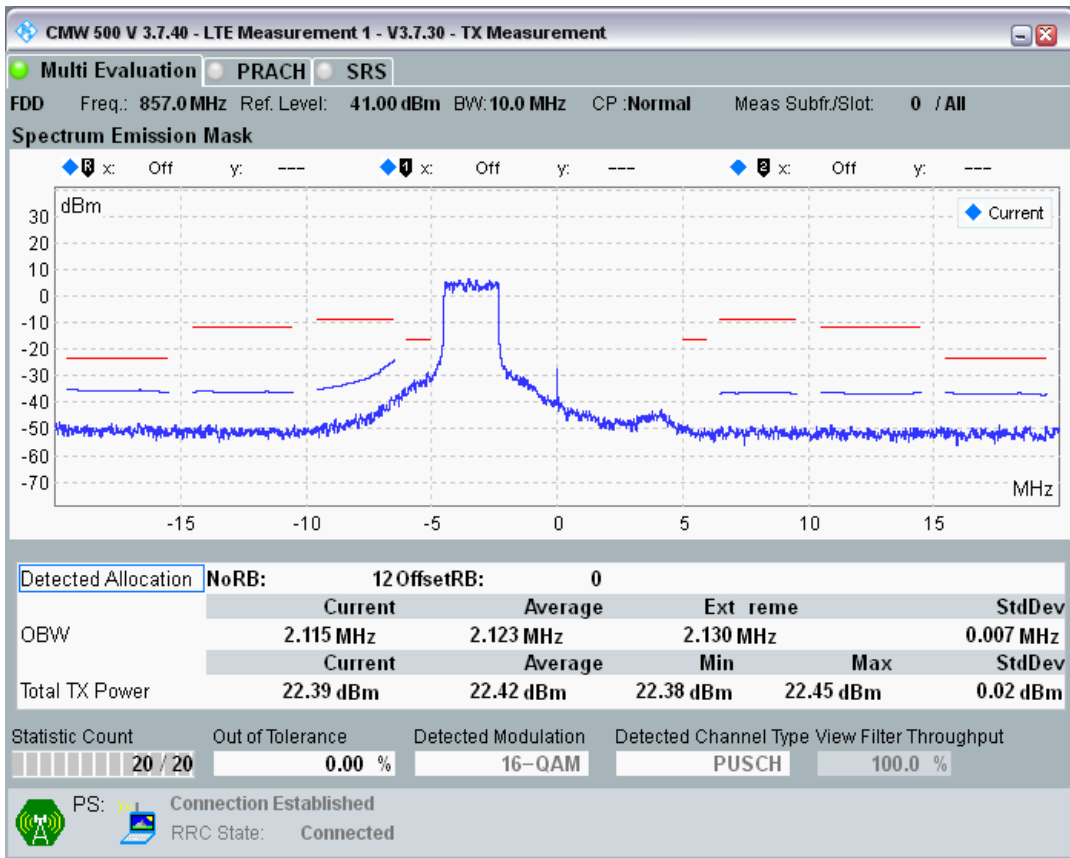 CMW 500 V 3.7.40 - LTE Measurement 1 - V3.7.30 - TX Measurement
Multi Evaluation PRACH SRS
FDD Freq.: 857.0 MHz Ref. Level: 41.00 dBm BW: 10.0 MHz CP :Normal Meas Subfr./Slot: 0 / All
Spectrum Emission Mask
R x: Off y: --- 1 x: Off y: --- 2 x: Off y: ---
dBm
Current
30
20
10
0
-10
-20
-30
-40
-50
-60
-70
MHz
-15 -10 -5 0 5 10 15
Detected Allocation NoRB: 12 OffsetRB: 0
Current Average Ext reme StdDev
OBW 2.115 MHz 2.123 MHz 2.130 MHz 0.007 MHz
Current Average Min Max StdDev
Total TX Power 22.39 dBm 22.42 dBm 22.38 dBm 22.45 dBm 0.02 dBm
Statistic Count Out of Tolerance Detected Modulation Detected Channel Type View Filter Throughput
20 / 20 0.00 % 16-QAM PUSCH 100.0 %
PS: Connection Established
RRC State: Connected